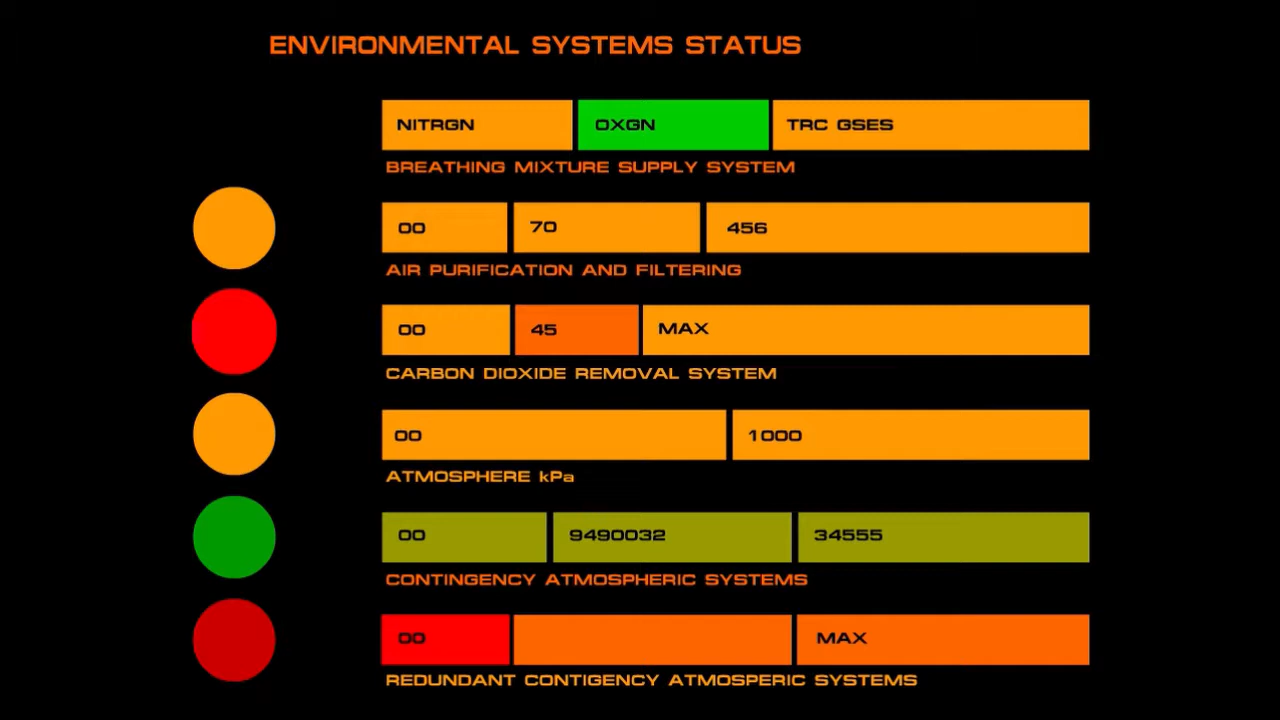 ENVIRONMENTAL SYSTEMS STATUS
NITRGN OXGN TRC GSES
BREATHING MIXTURE SUPPLY SYSTEM
00 70 456
AIR PURIFICATION AND FILTERING
00 45 MAX
CARBON DIOXIDE REMOVAL SYSTEM
00 1000
ATMOSPHERE kPa
00 9490032 34555
CONTINGENCY ATMOSPHERIC SYSTEMS
00 MAX
REDUNDANT CONTIGENCY ATMOSPERIC SYSTEMS